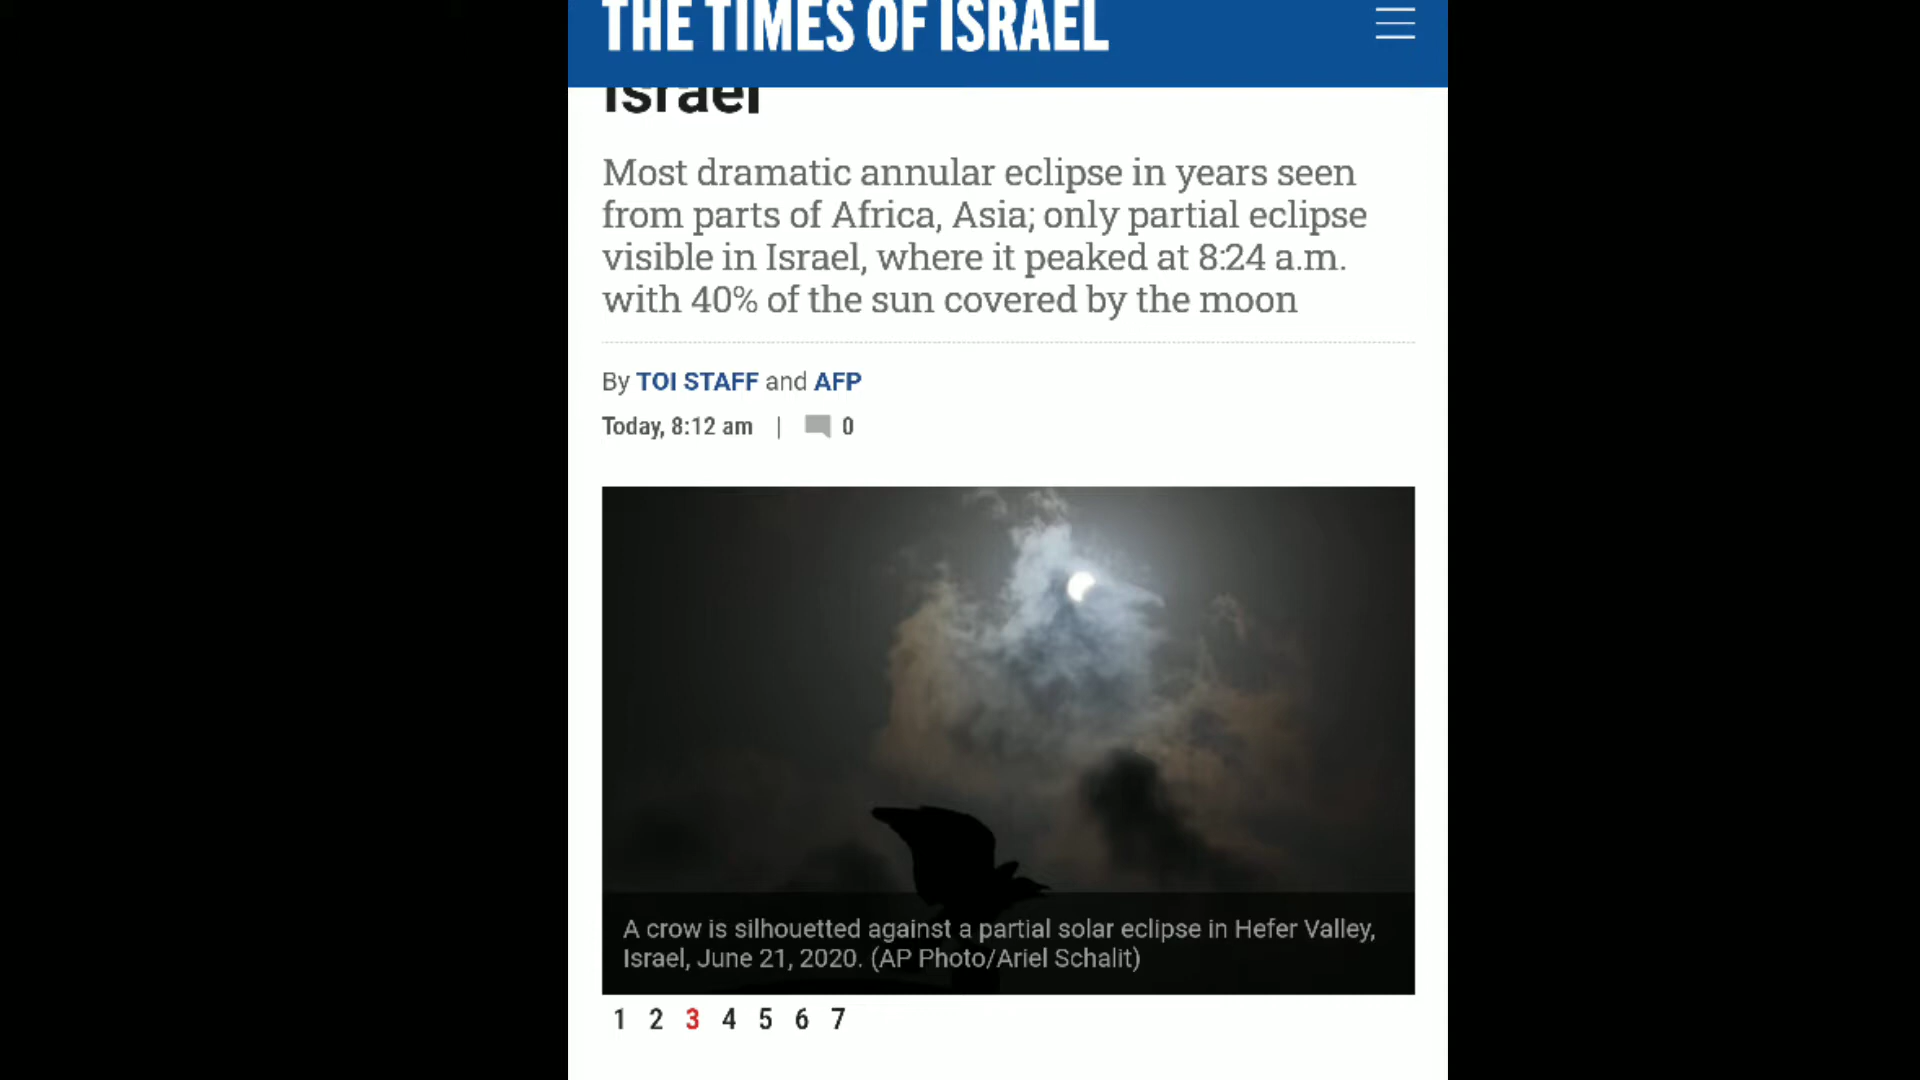 THE TIMES OF ISRAEL
Israel
Most dramatic annular eclipse in years seen
from parts of Africa, Asia; only partial eclipse
visible in Israel, where it peaked at 8:24 a.m.
with 40% of the sun covered by the moon
By TOI STAFF and AFP
Today, 8:12 am | 0
A crow is silhouetted against a partial solar eclipse in Hefer Valley,
Israel, June 21, 2020. (AP Photo/Ariel Schalit)
1 2 3 4 5 6 7